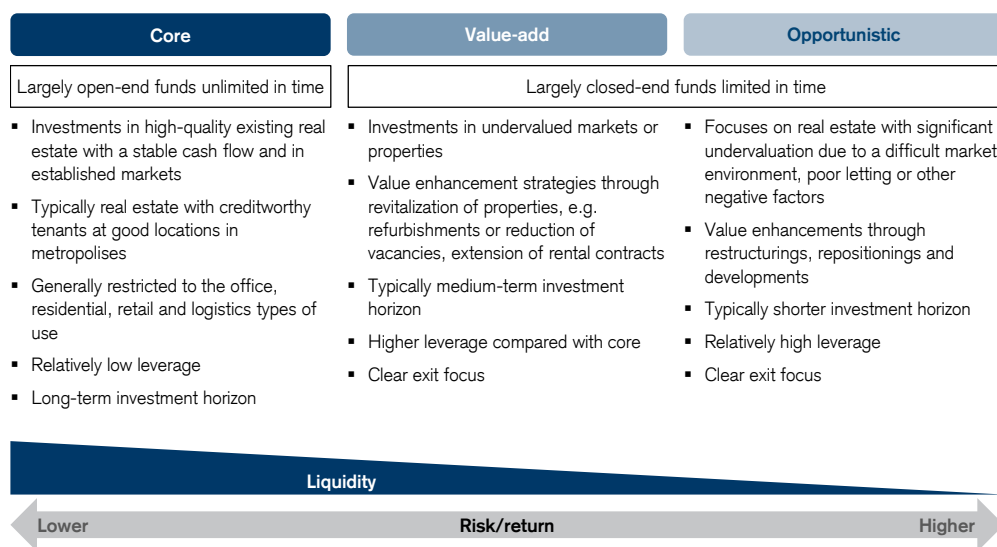 Core
Value-add
Opportunistic
Largely open-end funds unlimited in time
Largely closed-end funds limited in time
▪ Investments in high-quality existing real
estate with a stable cash flow and in
established markets
▪ Typically real estate with creditworthy
tenants at good locations in
metropolises
▪ Generally restricted to the office,
residential, retail and logistics types of
use
▪ Relatively low leverage
▪ Long-term investment horizon
▪ Investments in undervalued markets or
properties
▪ Value enhancement strategies through
revitalization of properties, e.g.
refurbishments or reduction of
vacancies, extension of rental contracts
▪ Typically medium-term investment
horizon
▪ Higher leverage compared with core
▪ Clear exit focus
▪ Focuses on real estate with significant
undervaluation due to a difficult market
environment, poor letting or other
negative factors
▪ Value enhancements through
restructurings, repositionings and
developments
▪ Typically shorter investment horizon
▪ Relatively high leverage
▪ Clear exit focus
Liquidity
Lower
Risk/return
Higher